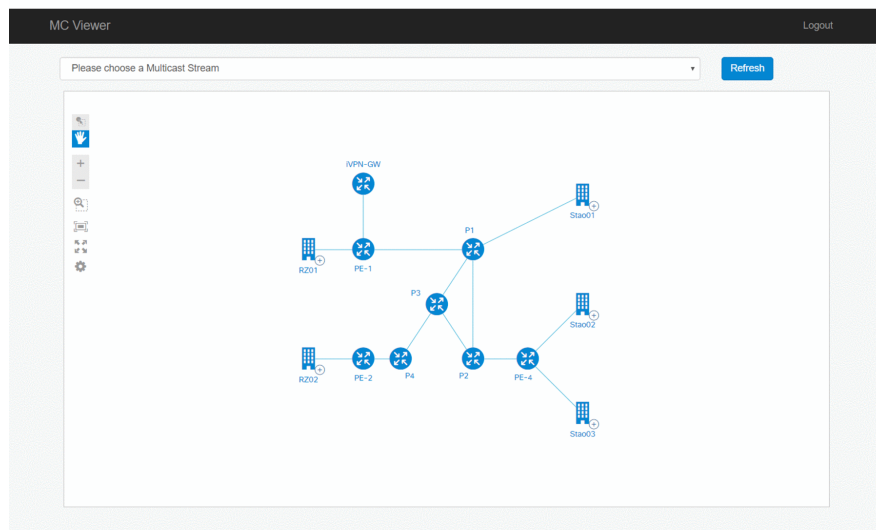 MC Viewer
Logout
Please choose a Multicast Stream
Refresh
iVPN-GW
Stao01
P1
RZ01
PE-1
P3
Stao02
RZ02
PE-2
P4
P2
PE-4
Stao03